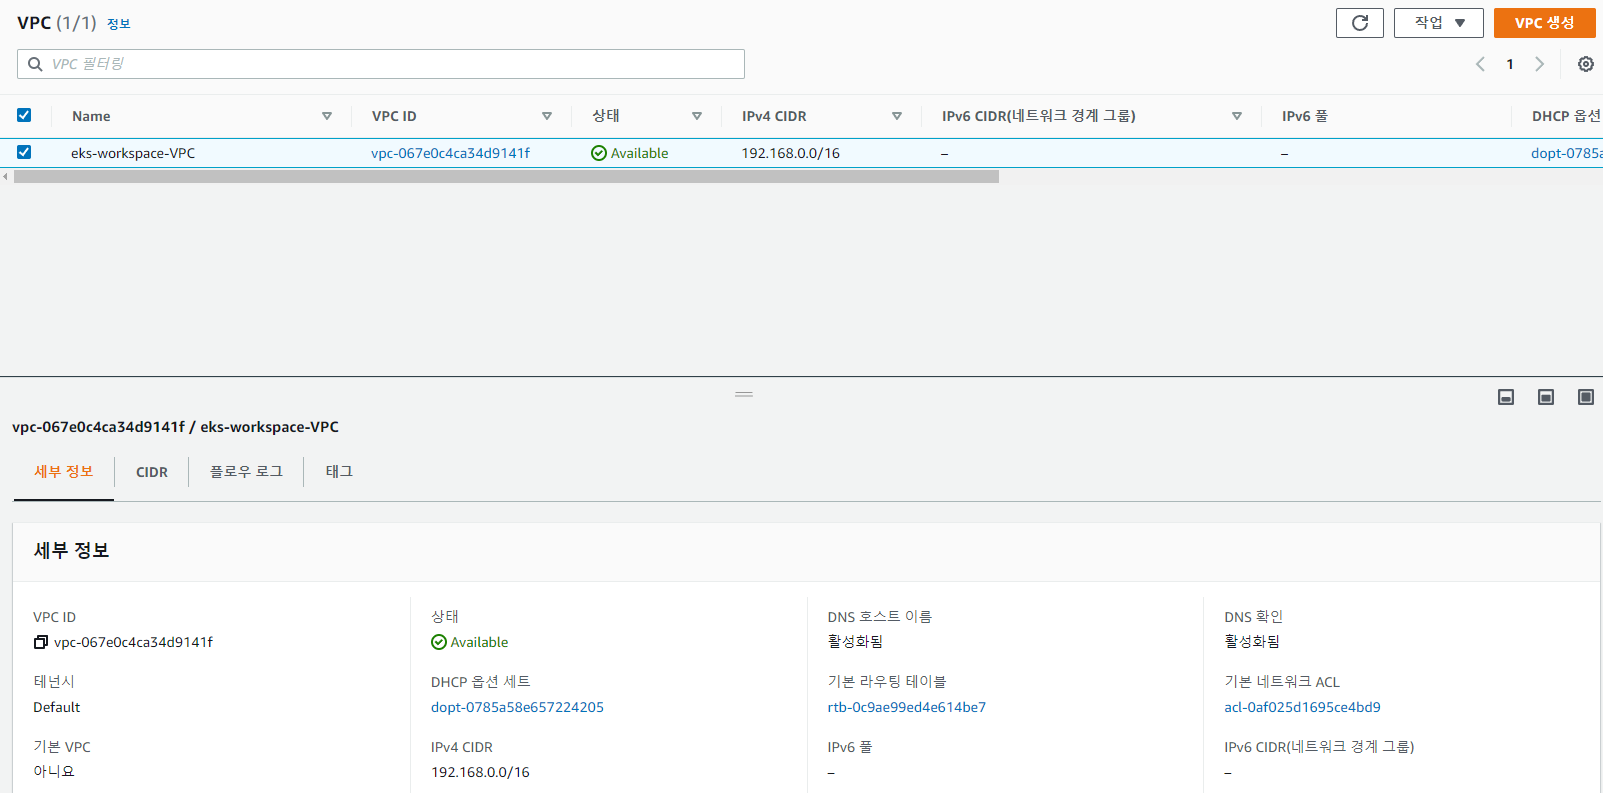 VPC (1/1) 정보
작업
VPC 생성
VPC 필터링
1
Name VPC ID 상태 IPv4 CIDR IPv6 CIDR(네트워크 경계 그룹) IPv6 풀 DHCP 옵션
eks-workspace-VPC vpc-067e0c4ca34d9141f Available 192.168.0.0/16 – – dopt-0785a
vpc-067e0c4ca34d9141f / eks-workspace-VPC
세부 정보 CIDR 플로우 로그 태그
세부 정보
VPC ID 상태 DNS 호스트 이름 DNS 확인
vpc-067e0c4ca34d9141f Available 활성화됨 활성화됨
테넌시 DHCP 옵션 세트 기본 라우팅 테이블 기본 네트워크 ACL
Default dopt-0785a58e657224205 rtb-0c9ae99ed4e614be7 acl-0af025d1695ce4bd9
기본 VPC IPv4 CIDR IPv6 풀 IPv6 CIDR(네트워크 경계 그룹)
아니요 192.168.0.0/16 – –